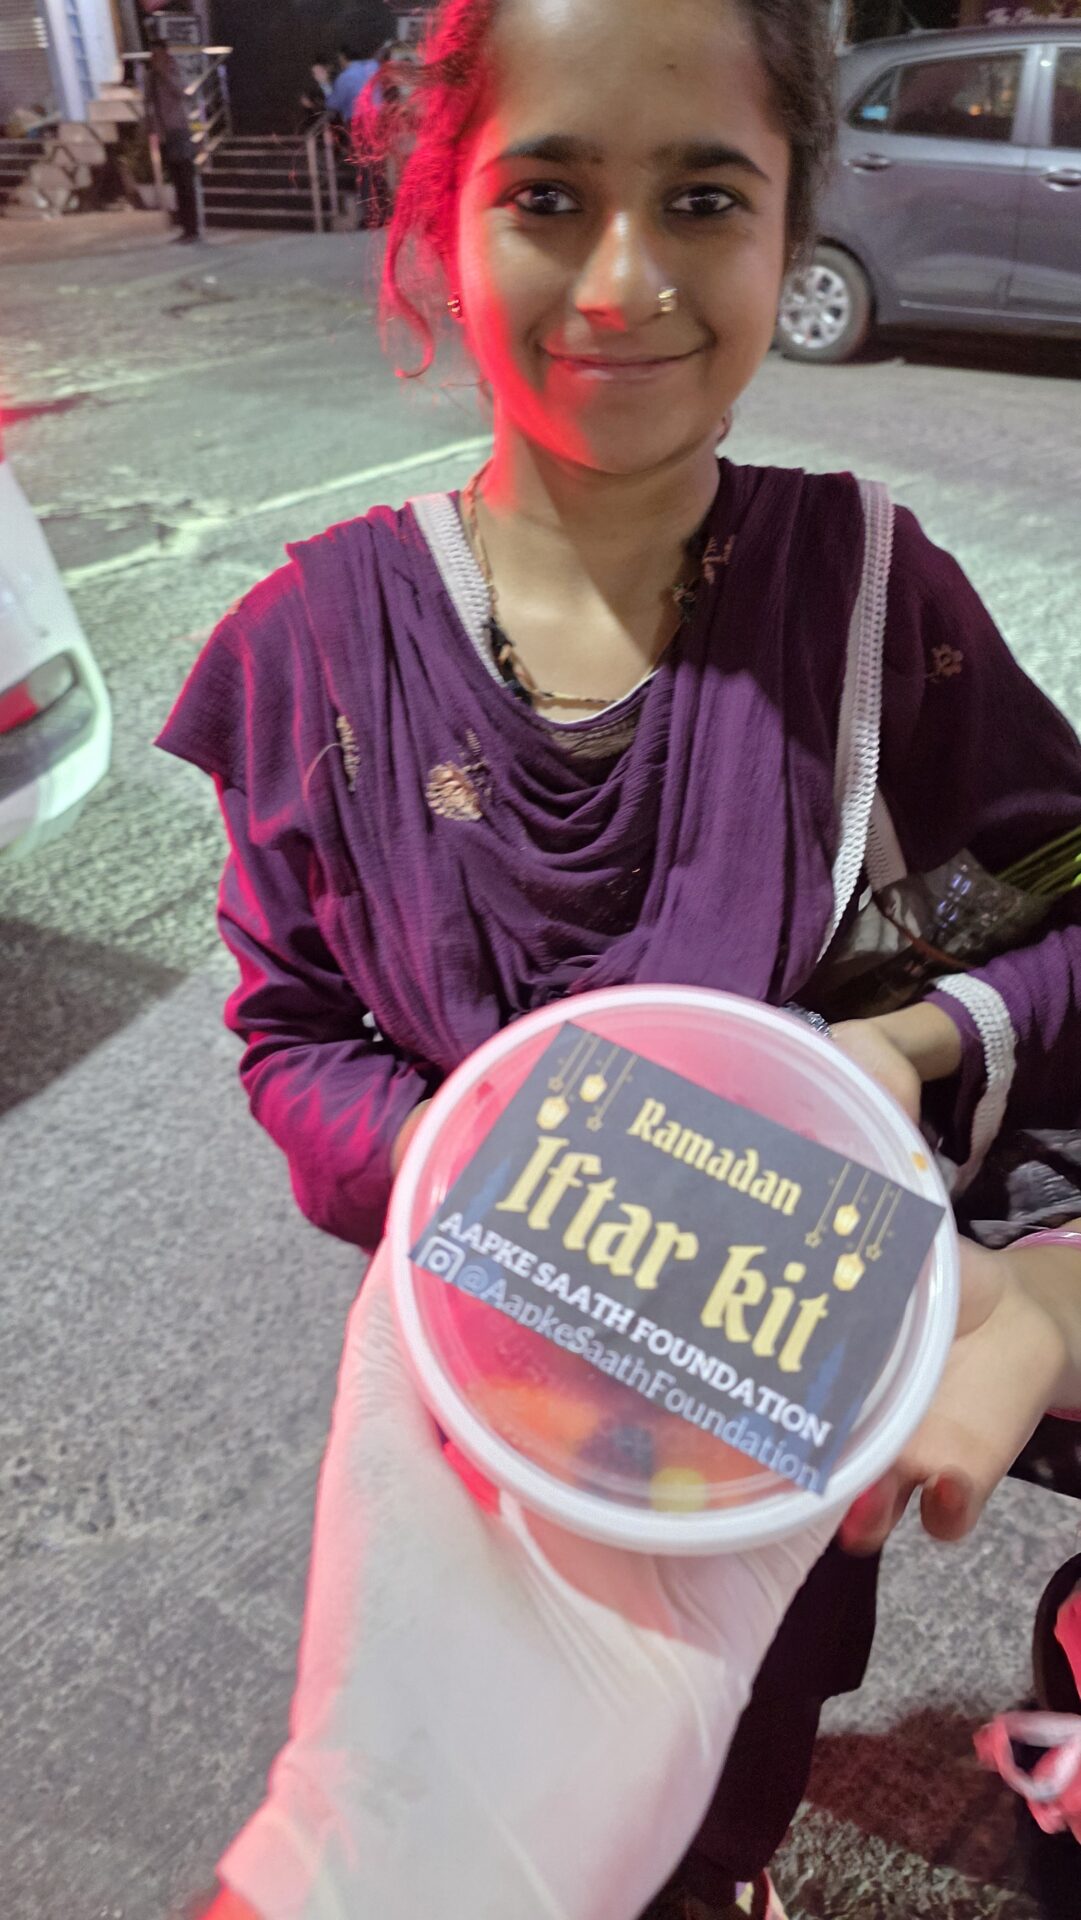 Ramadan
Iftar kit
AAPKE SAATH FOUNDATION
@AapkeSaathFoundation